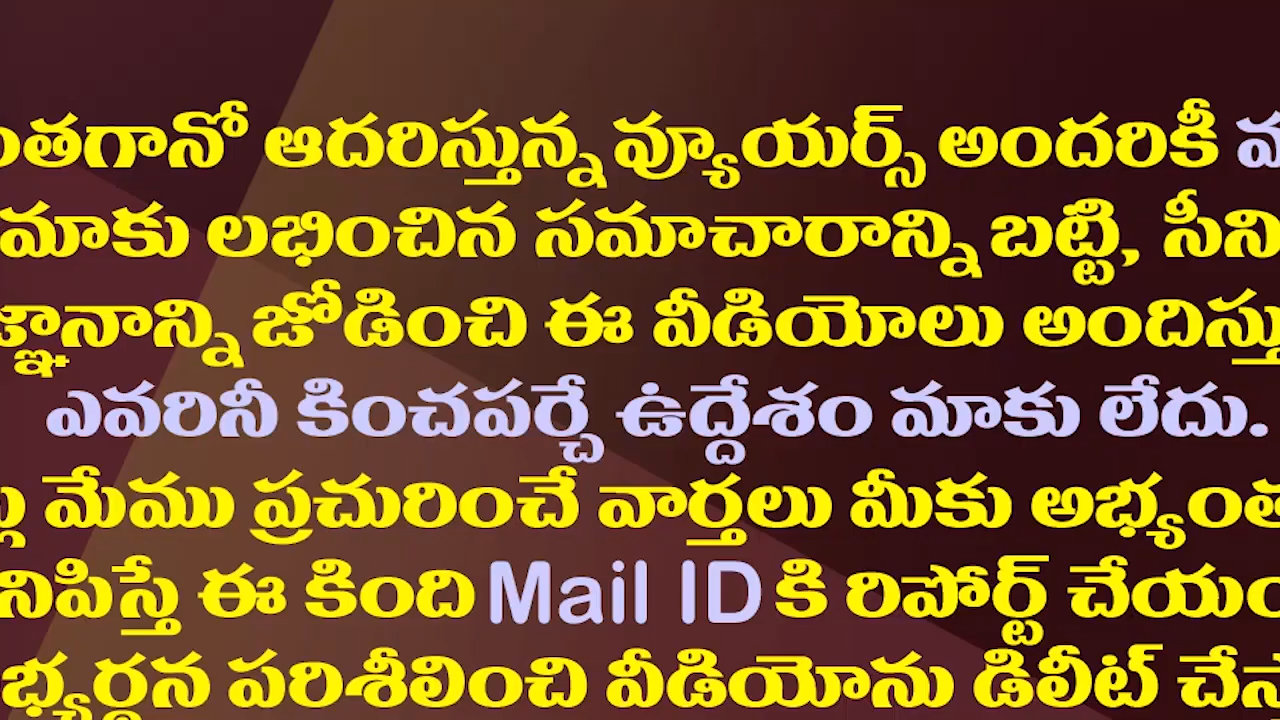 ంతగానో ఆదరిస్తున్న వ్యూయర్స్ అందరికీ
మాకు లభించిన సమాచారాన్ని బట్టి, సీని
జ్ఞానాన్ని జోడించి ఈ వీడియోలు అందిస్తు
ఎవరినీ కించపర్చే ఉద్దేశం మాకు లేదు.
మేము ప్రచురించే వార్తలు మీకు అభ్యంత
నిపిస్తే ఈ కింది Mail ID కి రిపోర్ట్ చేయం
భ్యర్థన పరిశీలించి వీడియోను డిలీట్ చేస